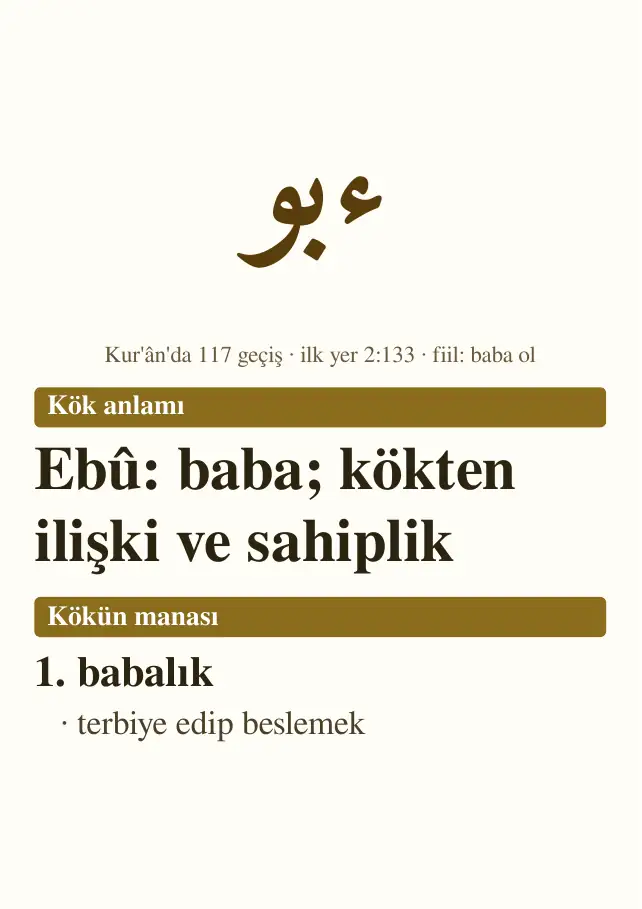 ء بو
Kur'ân'da 117 geçiş · ilk yer 2:133 · fiil: baba ol
Kök anlamı
Ebû: baba; kökten
ilişki ve sahiplik
Kökün manası
1. babalık
· terbiye edip beslemek